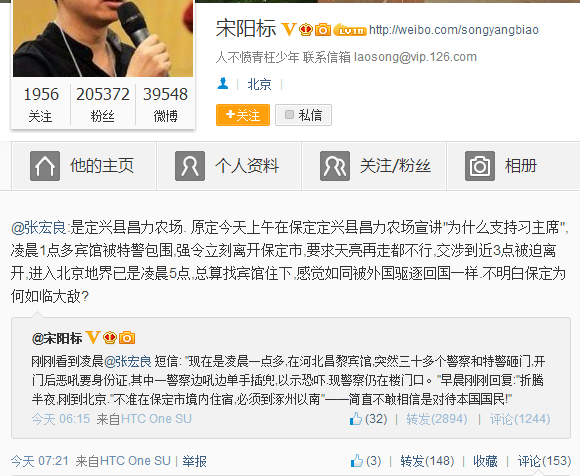 宋阳标 LV10 http://weibo.com/songyangbiao
人不愤青枉少年 联系信箱 laosong@vip.126.com
北京
1956 205372 39548
关注 粉丝 微博
+关注 私信
他的主页 个人资料 关注/粉丝 相册
@张宏良:是定兴县昌力农场. 原定今天上午在保定定兴县昌力农场宣讲"为什么支持习主席",
凌晨1点多宾馆被特警包围,强令立刻离开保定市,要求天亮再走都不行,交涉到近3点被迫离
开,进入北京地界已是凌晨5点,总算找宾馆住下,感觉如同被外国驱逐回国一样.不明白保定为
何如临大敌?
@宋阳标
刚刚看到凌晨@张宏良 短信: "现在是凌晨一点多,在河北昌黎宾馆,突然三十多个警察和特警砸门,开
门后恶吼要身份证,其中一警察边吼边单手插兜,以示恐吓.现警察仍在楼门口。"早晨刚刚回复:"折腾
半夜,刚到北京."不准在保定市境内住宿,必须到涿州以南"——简直不敢相信是对待本国国民!"
今天 06:15 来自HTC One SU (32) | 转发(2894) | 评论(1244)
今天 07:21 来自HTC One SU | 举报 (3) | 转发(148) | 收藏 | 评论(153)